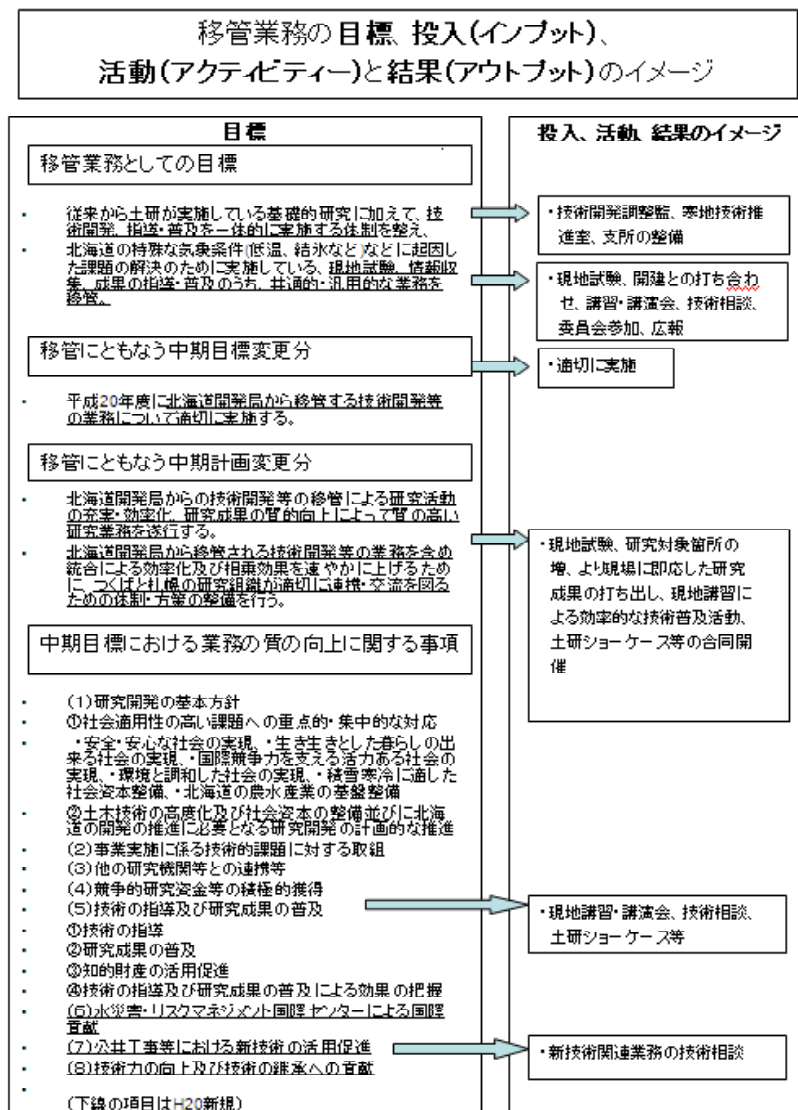 移管業務の目標、投入(インプット)、
活動(アクティビティー)と結果(アウトプット)のイメージ
目標
移管業務としての目標
・ 従来から土研が実施している基礎的研究に加えて、技
術開発、指導・普及を一体的に実施する体制を整え、
・ 北海道の特殊な気象条件(低温、結氷など)などに起因し
た課題の解決のために実施している、現地試験、情報収
集、成果の指導・普及のうち、共通的・汎用的な業務を
移管。
移管にともなう中期目標変更分
・ 平成20年度に北海道開発局から移管する技術開発等
の業務について適切に実施する。
移管にともなう中期計画変更分
・ 北海道開発局からの技術開発等の移管による研究活動
の充実・効率化、研究成果の質的向上によって質の高い
研究業務を遂行する。
・ 北海道開発局から移管される技術開発等の業務を含め
統合による効率化及び相乗効果を速やかに上げるため
に、つくばと札幌の研究組織が適切に連携・交流を図る
ための体制・方策の整備を行う。
中期目標における業務の質の向上に関する事項
・ (1)研究開発の基本方針
・ ①社会適用性の高い課題への重点的・集中的な対応
・ ・安全・安心な社会の実現、・生き生きとした暮らしの出
来る社会の実現、・国際競争力を支える活力ある社会の
実現、・環境と調和した社会の実現、・積雪寒冷に適した
社会資本整備、・北海道の農水産業の基盤整備
・ ②土木技術の高度化及び社会資本の整備並びに北海
道の開発の推進に必要となる研究開発の計画的な推進
・ (2)事業実施に係る技術的課題に対する取組
・ (3)他の研究機関等との連携等
・ (4)競争的研究資金等の積極的獲得
・ (5)技術の指導及び研究成果の普及
・ ①技術の指導
・ ②研究成果の普及
・ ③知的財産の活用促進
・ ④技術の指導及び研究成果の普及による効果の把握
・ (6)水災害・リスクマネジメント国際センターによる国際
貢献
・ (7)公共工事等における新技術の活用促進
・ (8)技術力の向上及び技術の継承への貢献
・
(下線の項目はH20新規)
投入、活動、結果のイメージ
・技術開発調整監、寒地技術推
進室、支所の整備
・現地試験、開建との打ち合わ
せ、講習・講演会、技術相談、
委員会参加、広報
・適切に実施
・現地試験、研究対象箇所の
増、より現場に即応した研究
成果の打ち出し、現地講習に
よる効率的な技術普及活動、
土研ショーケース等の合同開
催
・現地講習・講演会、技術相談、
土研ショーケース等
・新技術関連業務の技術相談